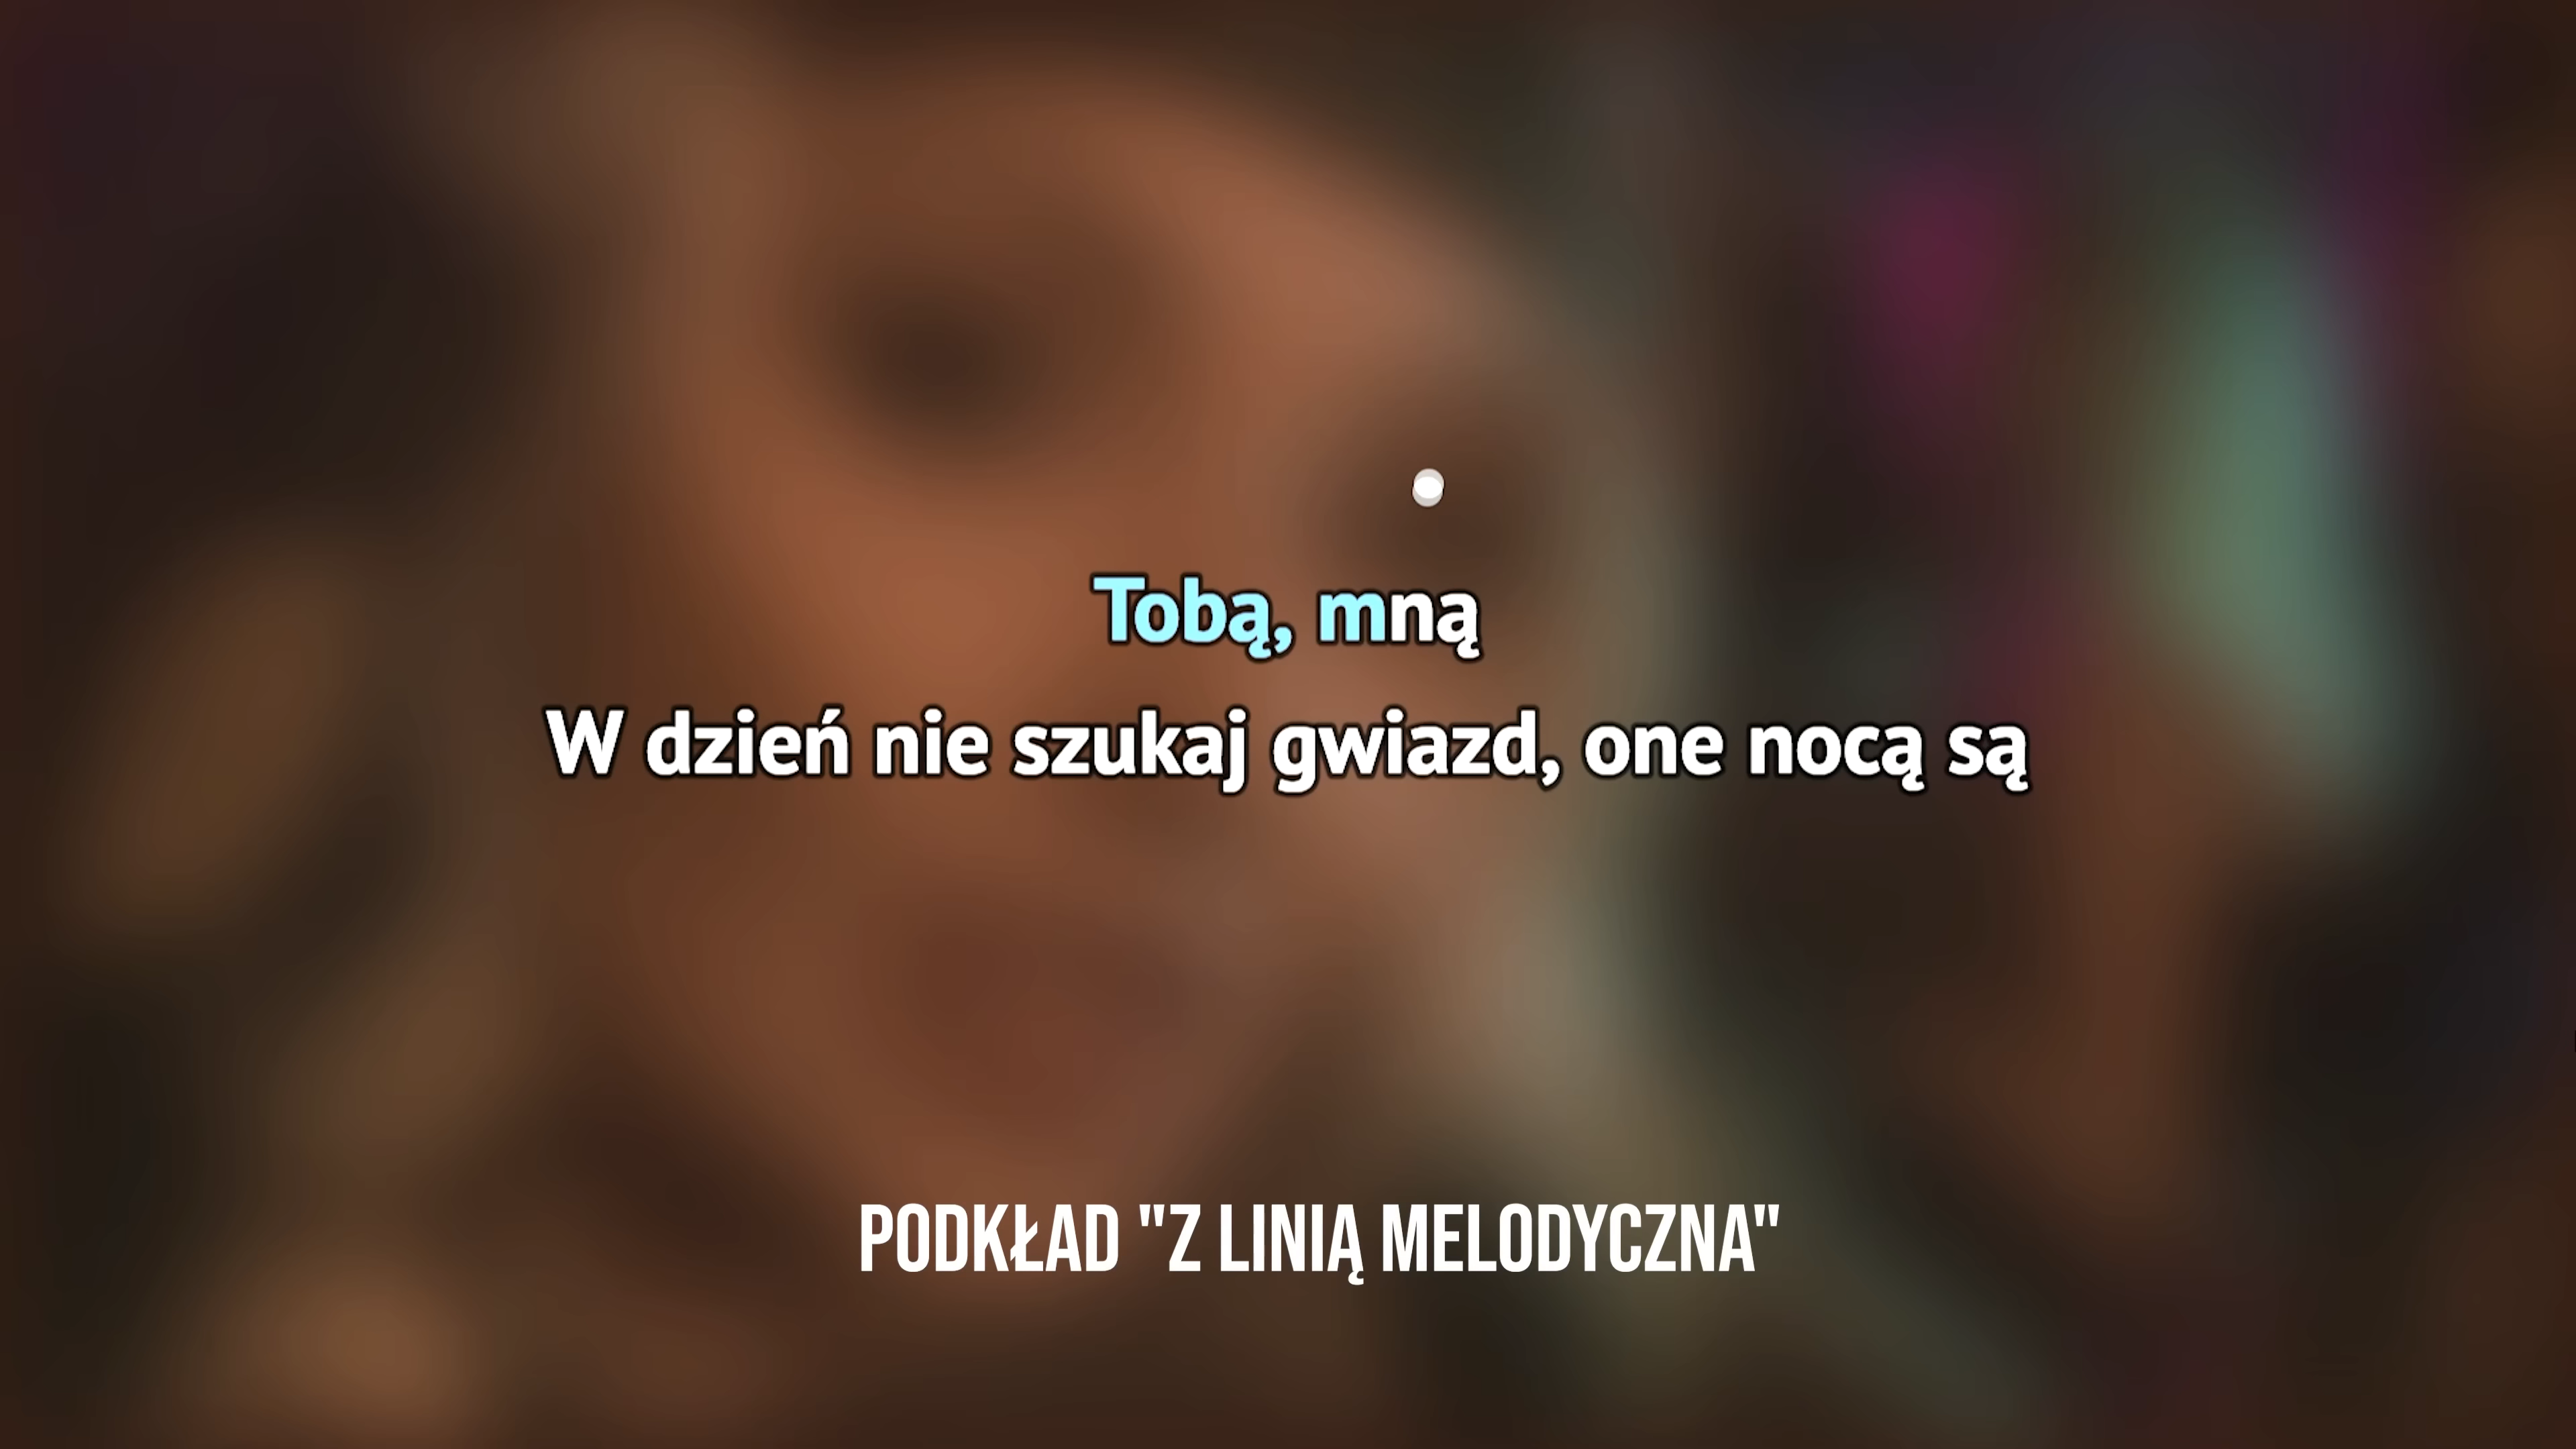 Tobą, mną
W dzień nie szukaj gwiazd, one nocą są
PODKŁAD "Z LINIĄ MELODYCZNA"